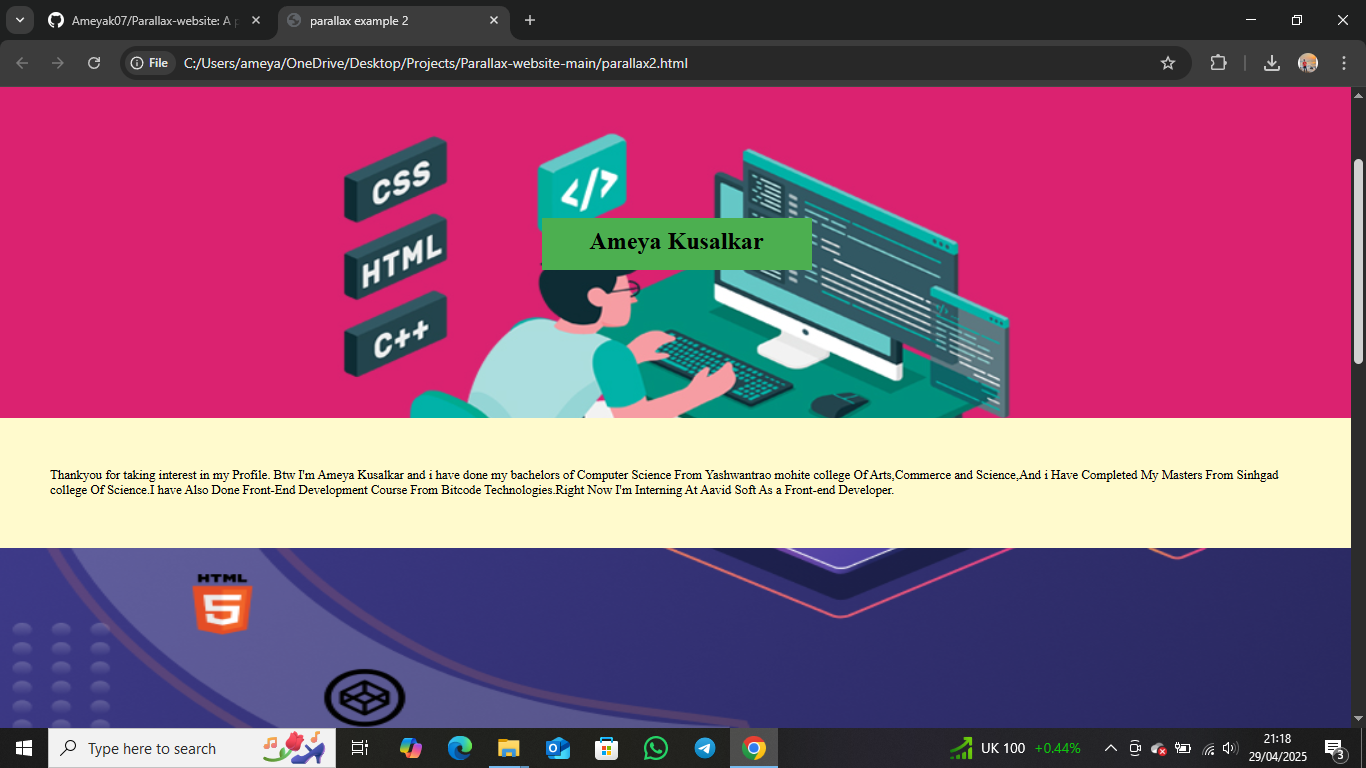 Ameyak07/Parallax-website: A p
parallax example 2
File
C:/Users/ameya/OneDrive/Desktop/Projects/Parallax-website-main/parallax2.html
CSS
</>
HTML
C++
Ameya Kusalkar
Thankyou for taking interest in my Profile. Btw I'm Ameya Kusalkar and i have done my bachelors of Computer Science From Yashwantrao mohite college Of Arts,Commerce and Science,And i Have Completed My Masters From Sinhgad
college Of Science.I have Also Done Front-End Development Course From Bitcode Technologies.Right Now I'm Interning At Aavid Soft As a Front-end Developer.
HTML
5
Type here to search
UK 100 +0.44%
21:18
29/04/2025
3